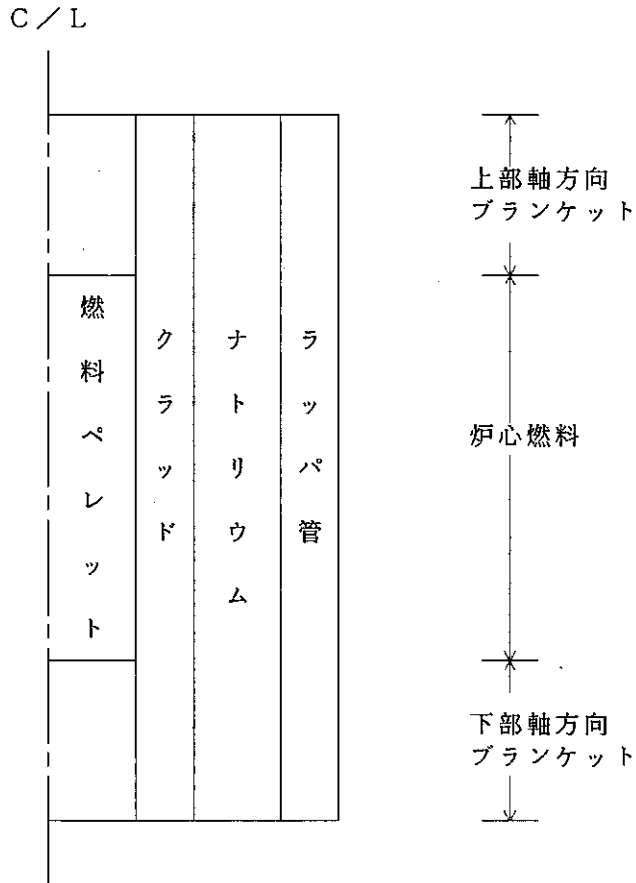 C／L
上部軸方向
ブランケット
燃料ペレット
クラッド
ナトリウム
ラッパ管
炉心燃料
下部軸方向
ブランケット